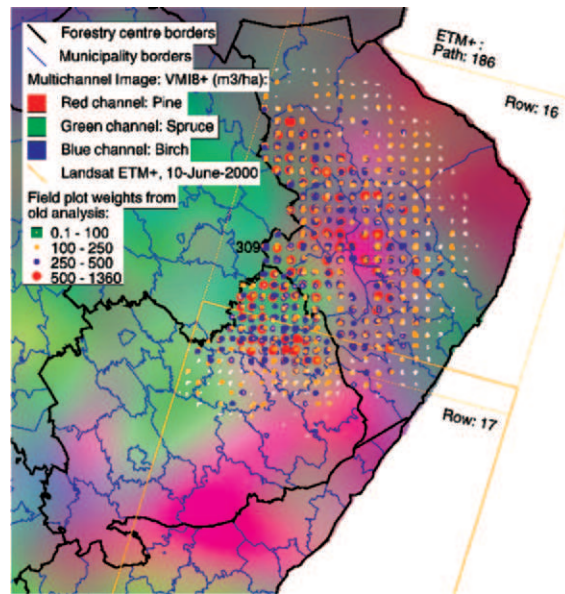 Forestry centre borders
Municipality borders
Multichannel Image: VMI8+ (m3/ha):
Red channel: Pine
Green channel: Spruce
Blue channel: Birch
Landsat ETM+, 10-June-2000
Field plot weights from
old analysis:
0.1 - 100
100 - 250
250 - 500
500 - 1360
ETM+ :
Path: 186
Row: 16
309
Row: 17